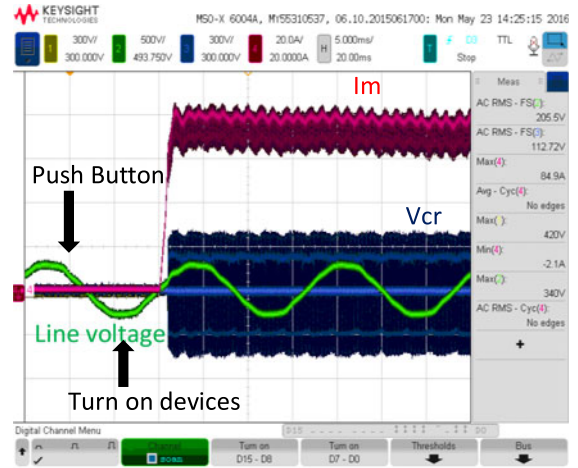 KEYSIGHT
TECHNOLOGIES
MSO-X 6004A, MY55310537, 06.10.2015061700: Mon May 23 14:25:15 2016
1 300V/ 300.000V
2 500V/ 493.750V
3 300V/ 300.000V
4 20.0A/ 20.0000A
H 5.000ms/ 20.00ms
T D3 TTL
Stop
Im
Push Button
Vcr
Line voltage
Turn on devices
4
Meas
AC RMS - FS(2):
205.5V
AC RMS - FS(3):
112.72V
Max(4):
84.9A
Avg - Cyc(4):
No edges
Max(1):
420V
Min(4):
-2.1A
Max(2):
340V
AC RMS - Cyc(4):
No edges
+
Digital Channel Menu
D15
D0
Channel
Turn on
D15 - D8
Turn on
D7 - D0
Thresholds
Bus